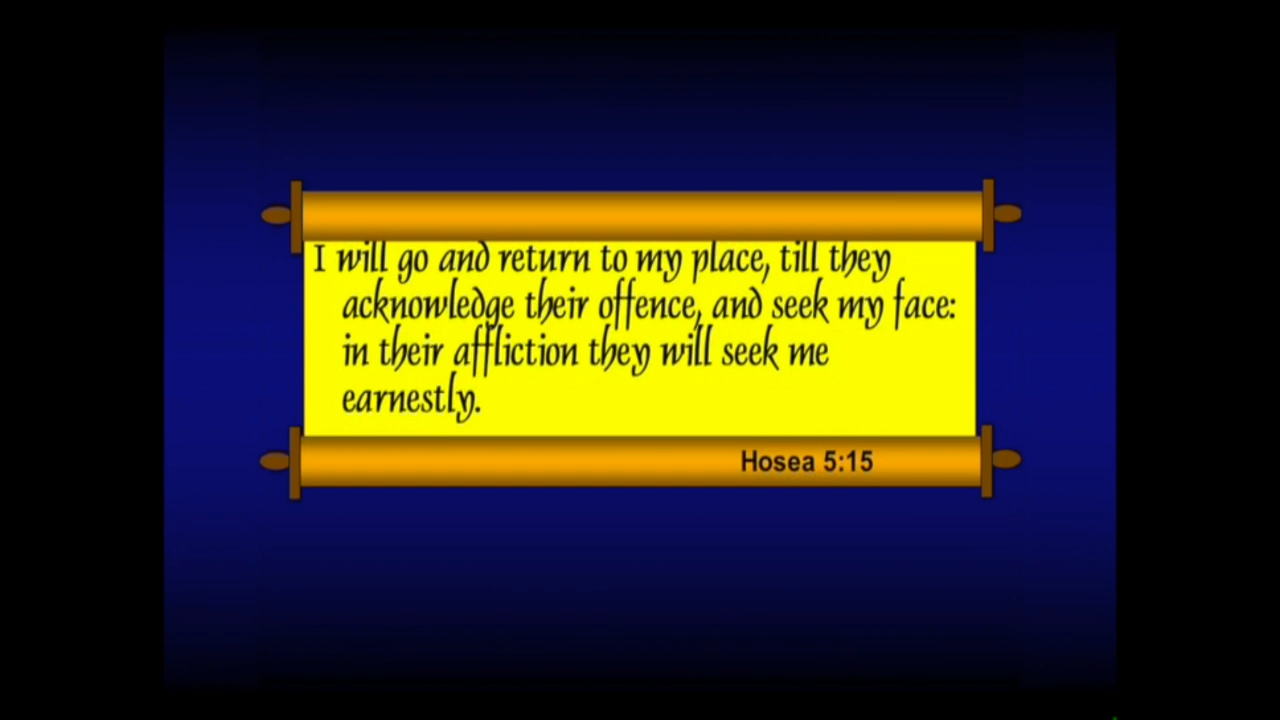 I will go and return to my place, till they
acknowledge their offence, and seek my face:
in their affliction they will seek me
earnestly.
Hosea 5:15